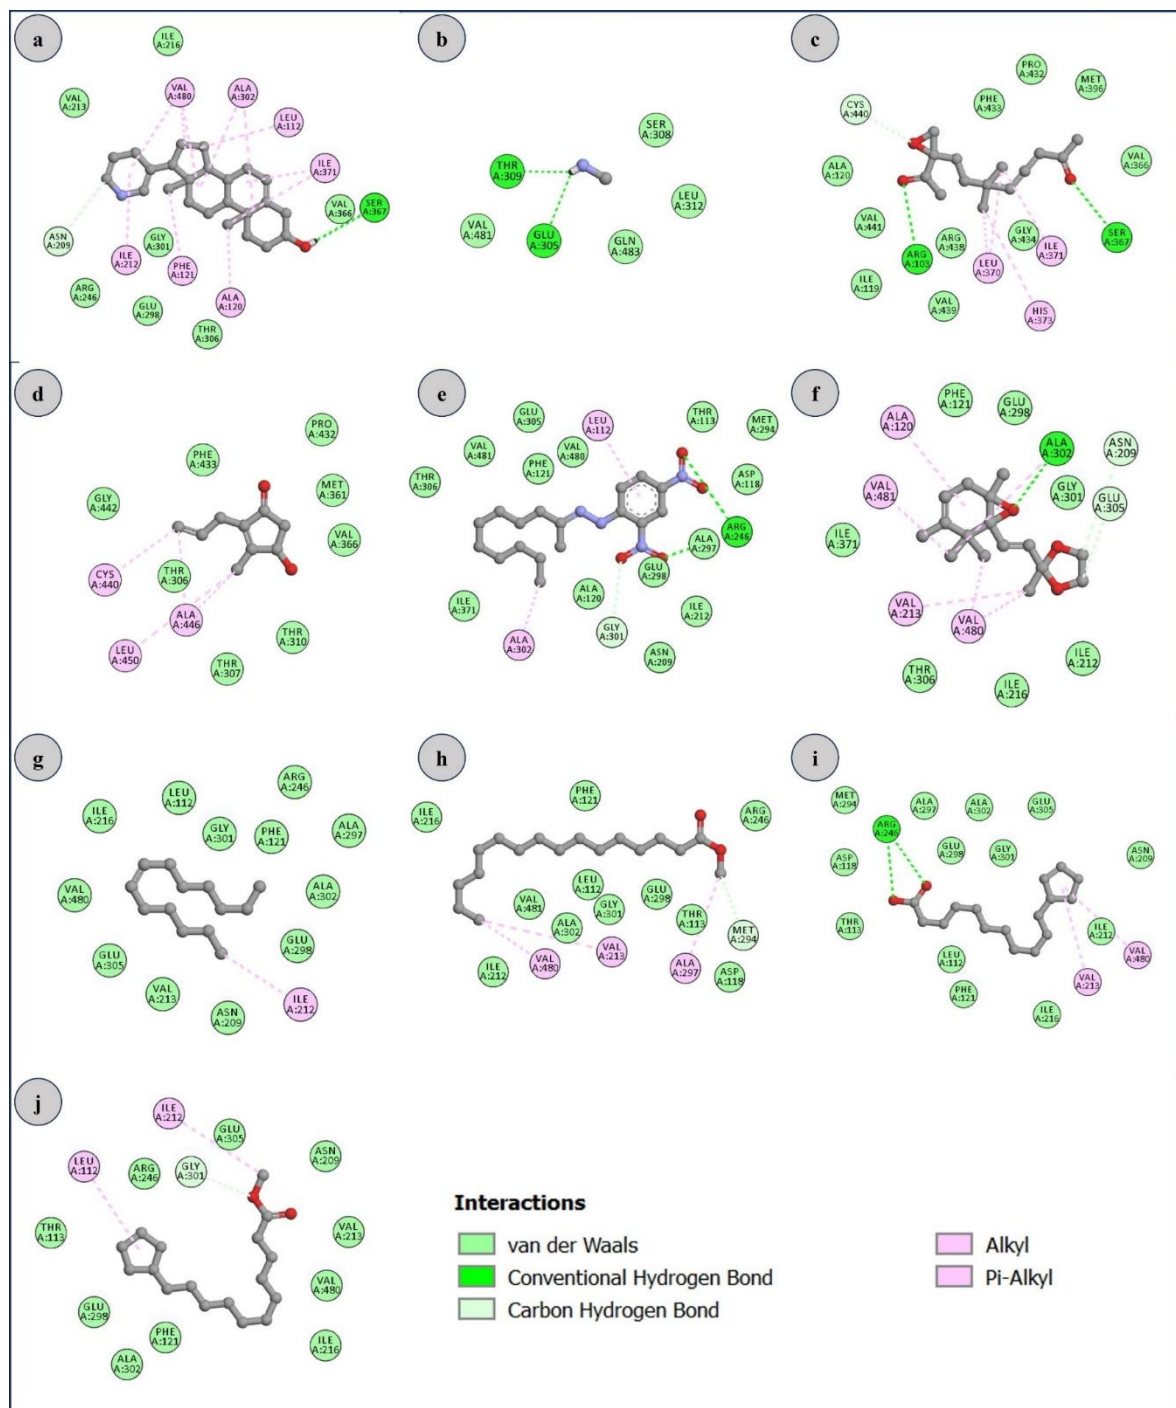 a
ILE
A:216
VAL
A:480
ALA
A:302
VAL
A:213
LEU
A:112
ILE
A:371
VAL
A:366
SER
A:367
ASN
A:209
GLY
A:301
ILE
A:212
PHE
A:121
ARG
A:246
GLU
A:298
ALA
A:120
THR
A:306
b
SER
A:308
THR
A:309
LEU
A:312
VAL
A:481
GLU
A:305
GLN
A:483
c
PRO
A:432
MET
A:396
PHE
A:433
CYS
A:440
ALA
A:120
VAL
A:366
VAL
A:441
ARG
A:438
GLY
A:434
SER
A:367
ARG
A:103
LEU
A:370
ILE
A:371
ILE
A:119
VAL
A:439
HIS
A:373
d
PRO
A:432
PHE
A:433
GLY
A:442
MET
A:361
VAL
A:366
CYS
A:440
THR
A:306
ALA
A:446
THR
A:310
LEU
A:450
THR
A:307
e
GLU
A:305
LEU
A:112
THR
A:113
MET
A:294
VAL
A:481
VAL
A:480
PHE
A:121
THR
A:306
ASP
A:118
ARG
A:246
ALA
A:297
GLU
A:298
ILE
A:371
ALA
A:120
ILE
A:212
GLY
A:301
ALA
A:302
ASN
A:209
f
PHE
A:121
GLU
A:298
ALA
A:120
ALA
A:302
ASN
A:209
VAL
A:481
GLY
A:301
GLU
A:305
ILE
A:371
VAL
A:213
VAL
A:480
ILE
A:212
THR
A:306
ILE
A:216
g
LEU
A:112
ARG
A:246
ILE
A:216
GLY
A:301
PHE
A:121
ALA
A:297
VAL
A:480
ALA
A:302
GLU
A:305
GLU
A:298
VAL
A:213
ILE
A:212
ASN
A:209
h
PHE
A:121
ILE
A:216
ARG
A:246
LEU
A:112
GLU
A:298
VAL
A:481
GLY
A:301
THR
A:113
ALA
A:302
MET
A:294
VAL
A:213
ILE
A:212
VAL
A:480
ALA
A:297
ASP
A:118
i
MET
A:294
ALA
A:297
ALA
A:302
GLU
A:305
ARG
A:246
GLU
A:298
GLY
A:301
ASN
A:209
ASP
A:118
THR
A:113
ILE
A:212
LEU
A:112
VAL
A:480
VAL
A:213
PHE
A:121
ILE
A:216
j
ILE
A:212
GLU
A:305
LEU
A:112
ARG
A:246
GLY
A:301
ASN
A:209
THR
A:113
VAL
A:213
VAL
A:480
GLU
A:298
PHE
A:121
ILE
A:216
ALA
A:302
Interactions
van der Waals
Conventional Hydrogen Bond
Carbon Hydrogen Bond
Alkyl
Pi-Alkyl